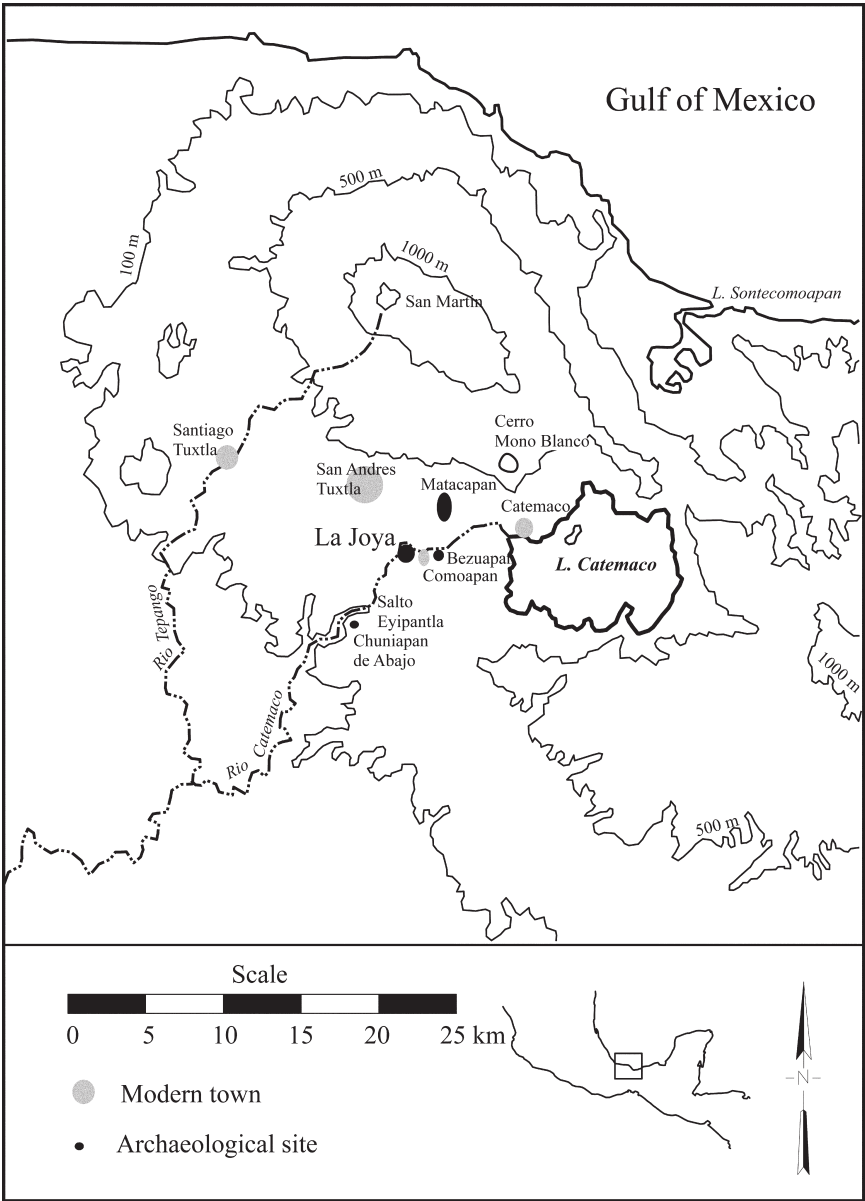 Gulf of Mexico
500 m
100 m
1000 m
L. Sontecomoapan
San Martin
Santiago
Tuxtla
Cerro
Mono Blanco
San Andres
Tuxtla
Matacapan
Catemaco
La Joya
Bezuapan
Comoapan
L. Catemaco
Salto
Eyipantla
Chuniapan
de Abajo
Rio Tepango
Rio Catemaco
1000 m
500 m
Scale
0 5 10 15 20 25 km
Modern town
Archaeological site
N